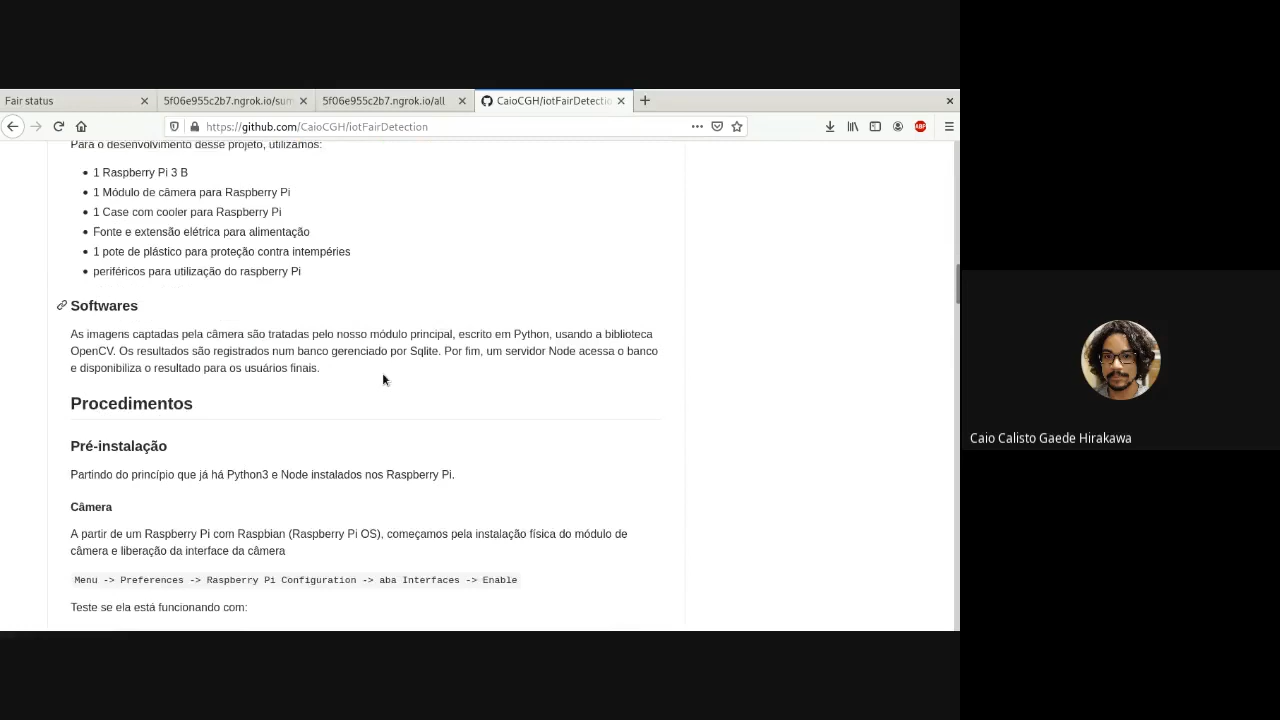 Fair status
5f06e955c2b7.ngrok.io/sum
5f06e955c2b7.ngrok.io/all
CaioCGH/iotFairDetectio
https://github.com/CaioCGH/iotFairDetection
ABP
Para o desenvolvimento desse projeto, utilizamos:
1 Raspberry Pi 3 B
1 Módulo de câmera para Raspberry Pi
1 Case com cooler para Raspberry Pi
Fonte e extensão elétrica para alimentação
1 pote de plástico para proteção contra intempéries
periféricos para utilização do raspberry Pi
Softwares
As imagens captadas pela câmera são tratadas pelo nosso módulo principal, escrito em Python, usando a biblioteca
OpenCV. Os resultados são registrados num banco gerenciado por Sqlite. Por fim, um servidor Node acessa o banco
e disponibiliza o resultado para os usuários finais.
Procedimentos
Pré-instalação
Partindo do princípio que já há Python3 e Node instalados nos Raspberry Pi.
Câmera
A partir de um Raspberry Pi com Raspbian (Raspberry Pi OS), começamos pela instalação física do módulo de
câmera e liberação da interface da câmera
Menu -> Preferences -> Raspberry Pi Configuration -> aba Interfaces -> Enable
Teste se ela está funcionando com:
Caio Calisto Gaede Hirakawa